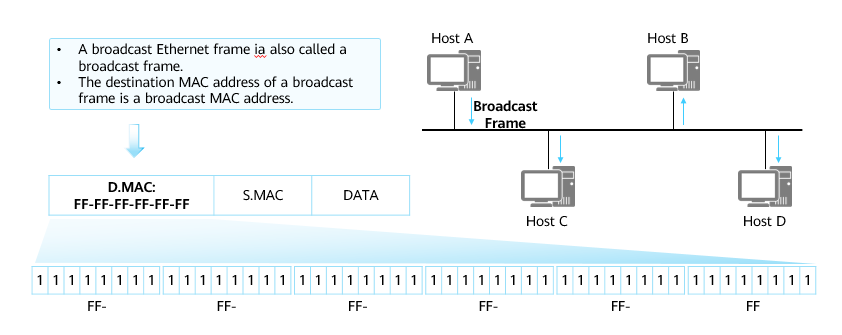 • A broadcast Ethernet frame ia also called a
broadcast frame.
• The destination MAC address of a broadcast
frame is a broadcast MAC address.
Host A
Host B
Broadcast
Frame
Host C
Host D
D.MAC:
FF-FF-FF-FF-FF-FF
S.MAC
DATA
1 1 1 1 1 1 1 1 1 1 1 1 1 1 1 1 1 1 1 1 1 1 1 1 1 1 1 1 1 1 1 1 1 1 1 1 1 1 1 1 1 1 1 1 1 1 1 1
FF- FF- FF- FF- FF- FF